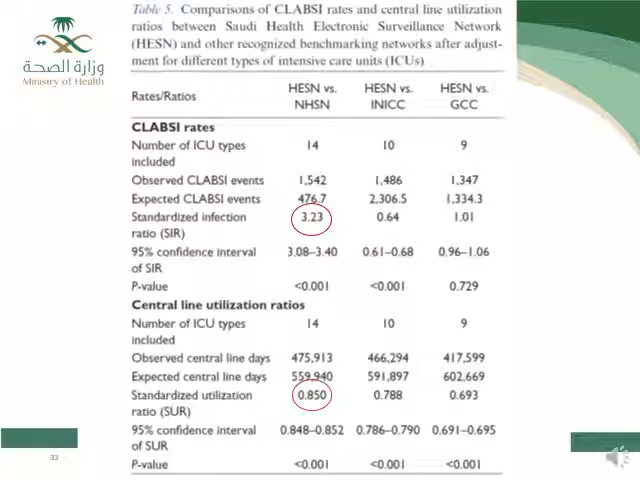 Table 5. Comparisons of CLABSI rates and central line utilization
ratios between Saudi Health Electronic Surveillance Network
(HESN) and other recognized benchmarking networks after adjust-
ment for different types of intensive care units (ICUs)
وزارة الصحة
Ministry of Health
Rates/Ratios HESN vs. NHSN HESN vs. INICC HESN vs. GCC
CLABSI rates
Number of ICU types included 14 10 9
Observed CLABSI events 1,542 1,486 1,347
Expected CLABSI events 476.7 2,306.5 1,334.3
Standardized infection ratio (SIR) 3.23 0.64 1.01
95% confidence interval of SIR 3.08–3.40 0.61–0.68 0.96–1.06
P-value <0.001 <0.001 0.729
Central line utilization ratios
Number of ICU types included 14 10 9
Observed central line days 475,913 466,294 417,599
Expected central line days 559,940 591,897 602,669
Standardized utilization ratio (SUR) 0.850 0.788 0.693
95% confidence interval of SUR 0.848–0.852 0.786–0.790 0.691–0.695
P-value <0.001 <0.001 <0.001
33